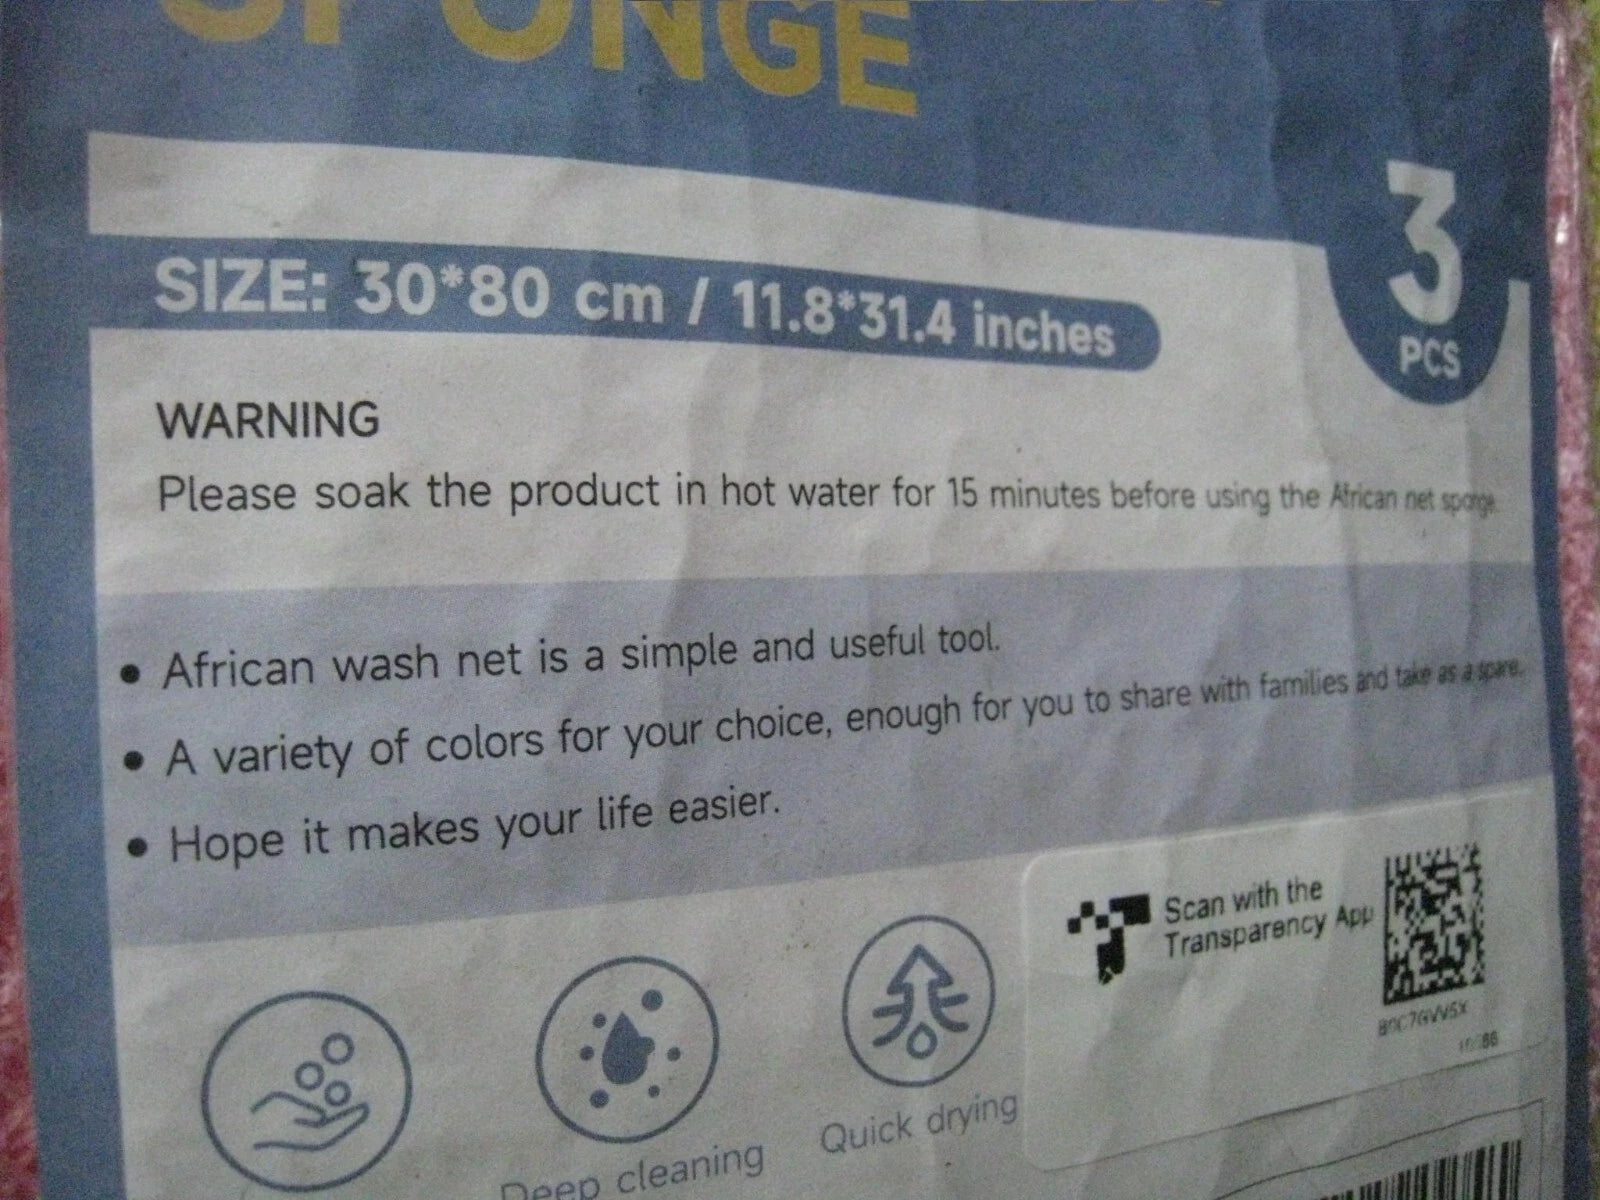 SPONGE
3
PCS
SIZE: 30*80 cm / 11.8*31.4 inches
WARNING
Please soak the product in hot water for 15 minutes before using the African net sponge.
• African wash net is a simple and useful tool.
• A variety of colors for your choice, enough for you to share with families and take as a spare.
• Hope it makes your life easier.
Scan with the
Transparency App
Deep cleaning
Quick drying